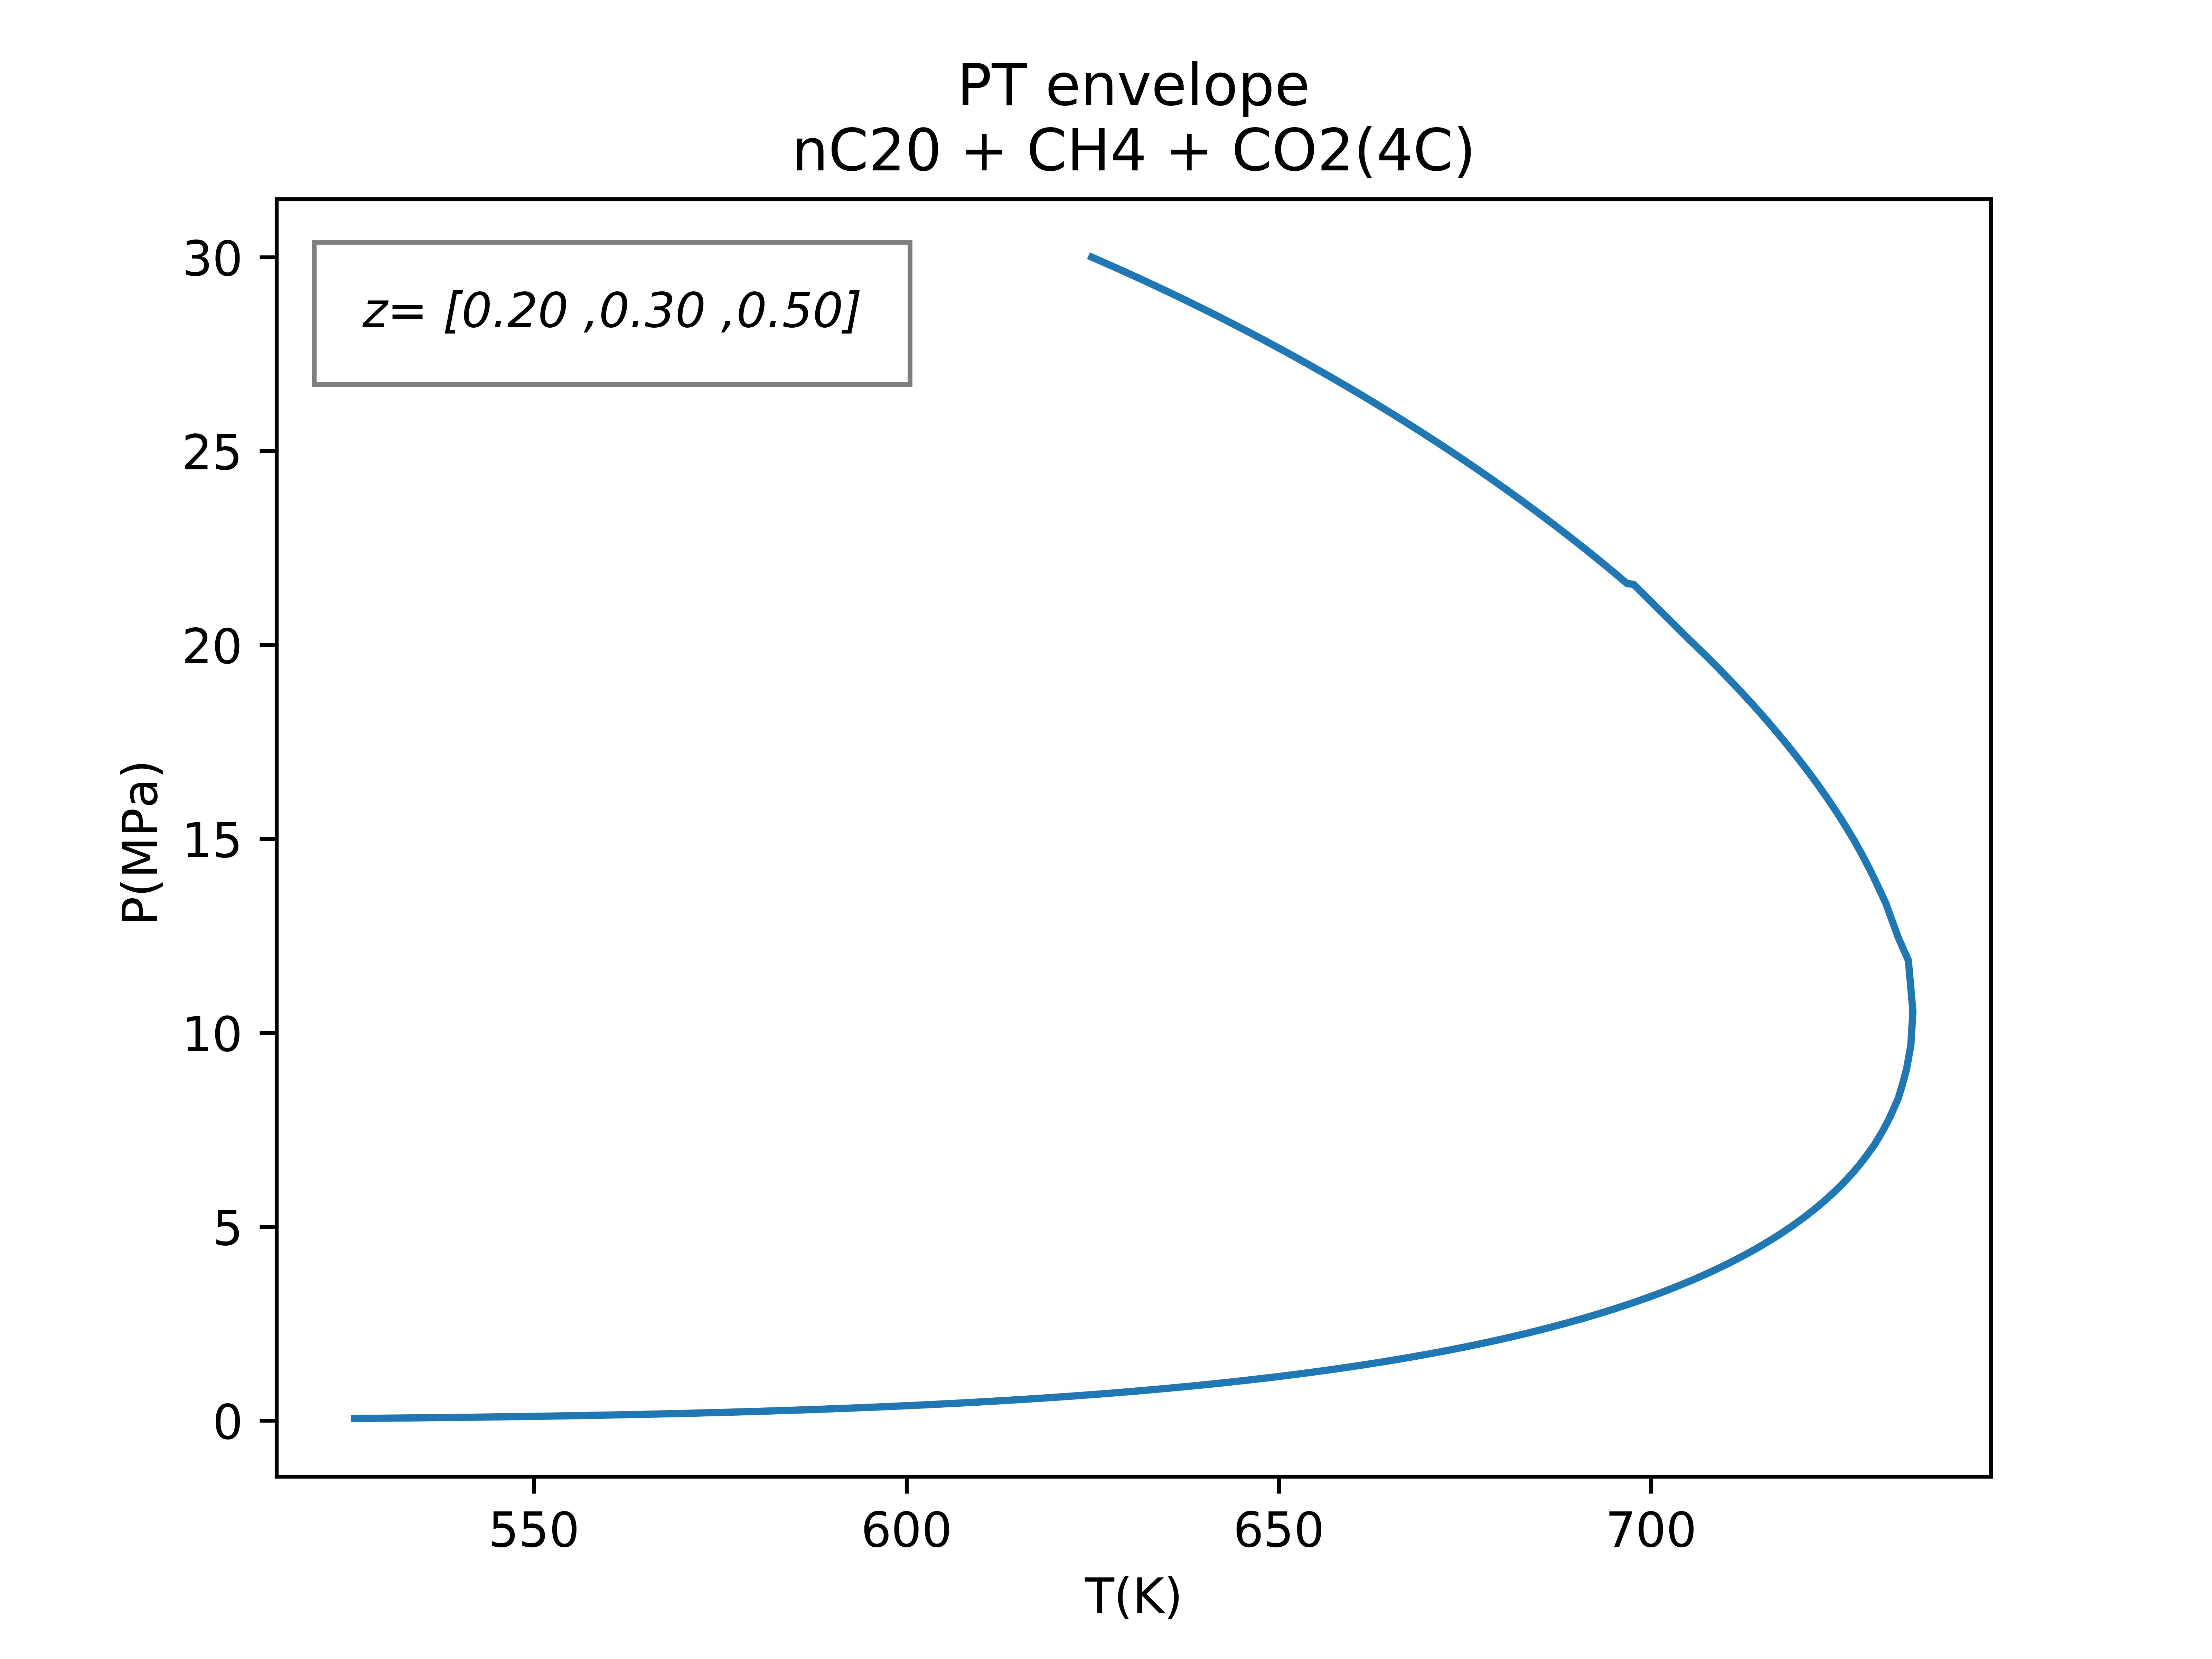 PT envelope
nC20 + CH4 + CO2(4C)
z= [0.20 ,0.30 ,0.50]
P(MPa)
30
25
20
15
10
5
0
550 600 650 700
T(K)